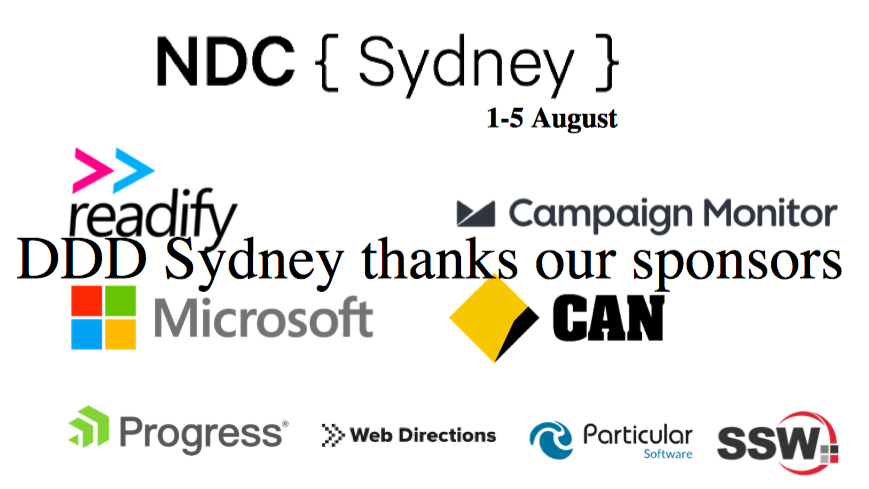 NDC { Sydney }
1-5 August
readify
Campaign Monitor
DDD Sydney thanks our sponsors
Microsoft
CAN
Progress®
Web Directions
Particular
Software
SSW